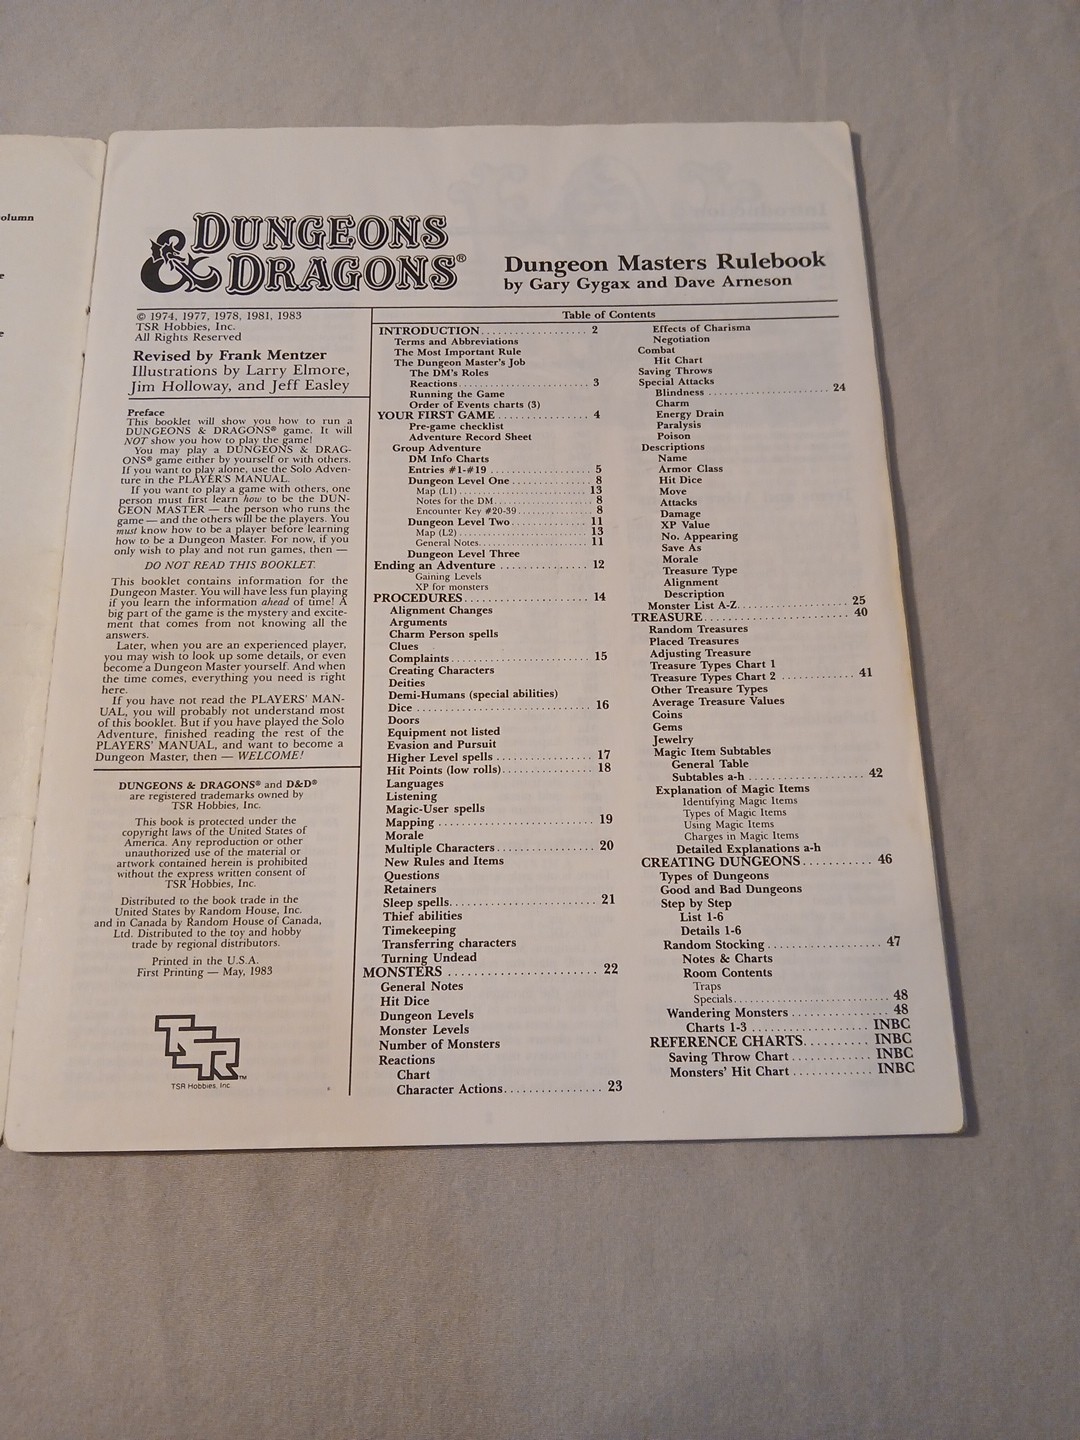 olumn
DUNGEONS
& DRAGONS®
Dungeon Masters Rulebook
by Gary Gygax and Dave Arneson
© 1974, 1977, 1978, 1981, 1983
TSR Hobbies, Inc.
All Rights Reserved
Revised by Frank Mentzer
Illustrations by Larry Elmore,
Jim Holloway, and Jeff Easley
Preface
This booklet will show you how to run a
DUNGEONS & DRAGONS® game. It will
NOT show you how to play the game!
You may play a DUNGEONS & DRAG-
ONS® game either by yourself or with others.
If you want to play alone, use the Solo Adven-
ture in the PLAYER'S MANUAL.
If you want to play a game with others, one
person must first learn how to be the DUN-
GEON MASTER — the person who runs the
game — and the others will be the players. You
must know how to be a player before learning
how to be a Dungeon Master. For now, if you
only wish to play and not run games, then —
DO NOT READ THIS BOOKLET.
This booklet contains information for the
Dungeon Master. You will have less fun playing
if you learn the information ahead of time! A
big part of the game is the mystery and excite-
ment that comes from not knowing all the
answers.
Later, when you are an experienced player,
you may wish to look up some details, or even
become a Dungeon Master yourself. And when
the time comes, everything you need is right
here.
If you have not read the PLAYERS' MAN-
UAL, you will probably not understand most
of this booklet. But if you have played the Solo
Adventure, finished reading the rest of the
PLAYERS' MANUAL, and want to become a
Dungeon Master, then — WELCOME!
DUNGEONS & DRAGONS® and D&D®
are registered trademarks owned by
TSR Hobbies, Inc.
This book is protected under the
copyright laws of the United States of
America. Any reproduction or other
unauthorized use of the material or
artwork contained herein is prohibited
without the express written consent of
TSR Hobbies, Inc.
Distributed to the book trade in the
United States by Random House, Inc.
and in Canada by Random House of Canada,
Ltd. Distributed to the toy and hobby
trade by regional distributors.
Printed in the U.S.A.
First Printing — May, 1983
TSR™
TSR Hobbies, Inc.
Table of Contents
INTRODUCTION.................... 2
Terms and Abbreviations
The Most Important Rule
The Dungeon Master's Job
The DM's Roles
Reactions........................ 3
Running the Game
Order of Events charts (3)
YOUR FIRST GAME ................. 4
Pre-game checklist
Adventure Record Sheet
Group Adventure
DM Info Charts
Entries #1-#19 ................... 5
Dungeon Level One ............... 8
Map (L1) ........................ 13
Notes for the DM ................. 8
Encounter Key #20-39 ............. 8
Dungeon Level Two ............... 11
Map (L2) ........................ 13
General Notes.................... 11
Dungeon Level Three
Ending an Adventure .............. 12
Gaining Levels
XP for monsters
PROCEDURES ..................... 14
Alignment Changes
Arguments
Charm Person spells
Clues
Complaints....................... 15
Creating Characters
Deities
Demi-Humans (special abilities)
Dice ............................ 16
Doors
Equipment not listed
Evasion and Pursuit
Higher Level spells .............. 17
Hit Points (low rolls)............ 18
Languages
Listening
Magic-User spells
Mapping ......................... 19
Morale
Multiple Characters............... 20
New Rules and Items
Questions
Retainers
Sleep spells...................... 21
Thief abilities
Timekeeping
Transferring characters
Turning Undead
MONSTERS ....................... 22
General Notes
Hit Dice
Dungeon Levels
Monster Levels
Number of Monsters
Reactions
Chart
Character Actions................. 23
Effects of Charisma
Negotiation
Combat
Hit Chart
Saving Throws
Special Attacks
Blindness ........................ 24
Charm
Energy Drain
Paralysis
Poison
Descriptions
Name
Armor Class
Hit Dice
Move
Attacks
Damage
XP Value
No. Appearing
Save As
Morale
Treasure Type
Alignment
Description
Monster List A-Z.................. 25
TREASURE ........................ 40
Random Treasures
Placed Treasures
Adjusting Treasure
Treasure Types Chart 1
Treasure Types Chart 2 ........... 41
Other Treasure Types
Average Treasure Values
Coins
Gems
Jewelry
Magic Item Subtables
General Table
Subtables a-h .................... 42
Explanation of Magic Items
Identifying Magic Items
Types of Magic Items
Using Magic Items
Charges in Magic Items
Detailed Explanations a-h
CREATING DUNGEONS........... 46
Types of Dungeons
Good and Bad Dungeons
Step by Step
List 1-6
Details 1-6
Random Stocking .................. 47
Notes & Charts
Room Contents
Traps
Specials.......................... 48
Wandering Monsters ............... 48
Charts 1-3 ....................... INBC
REFERENCE CHARTS.......... INBC
Saving Throw Chart ............. INBC
Monsters' Hit Chart ............. INBC